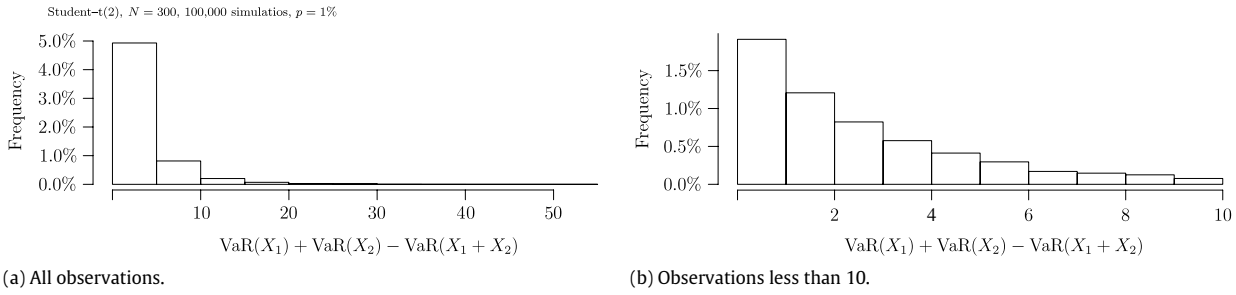 Student–t(2), N = 300, 100,000 simulatios, p = 1%
Frequency
5.0%
4.0%
3.0%
2.0%
1.0%
0.0%
10 20 30 40 50
VaR(X₁) + VaR(X₂) − VaR(X₁ + X₂)
(a) All observations.
Frequency
1.5%
1.0%
0.5%
0.0%
2 4 6 8 10
VaR(X₁) + VaR(X₂) − VaR(X₁ + X₂)
(b) Observations less than 10.